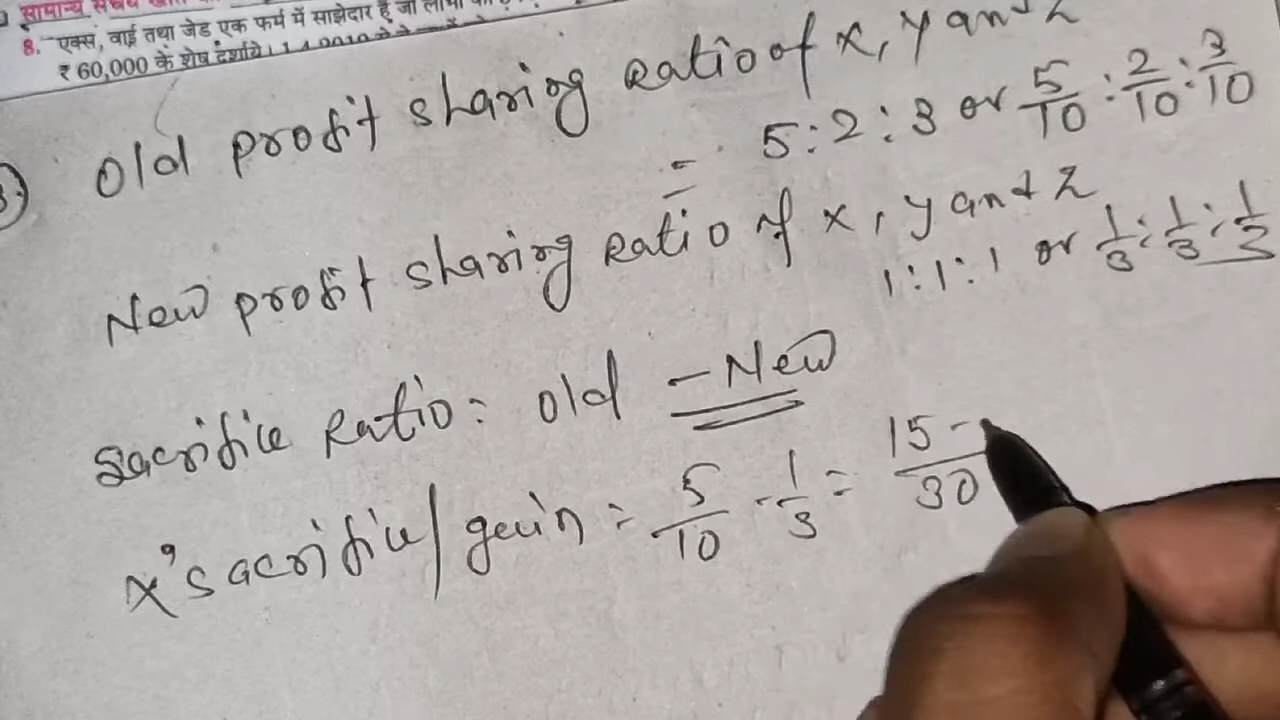 सामान्य संचय
8. एक्स, वाई तथा जेड एक फर्म में साझेदार हैं जो लाभों
₹ 60,000 के शेष दर्शाये।
Old profit sharing Ratio of x, y and z
= 5:2:3 or 5/10 : 2/10 : 3/10
New profit sharing Ratio of x, y and z
1:1:1 or 1/3 : 1/3 : 1/3
Sacrifice Ratio = Old - New
X's sacrifice/gain = 5/10 - 1/3 = 15 - /30